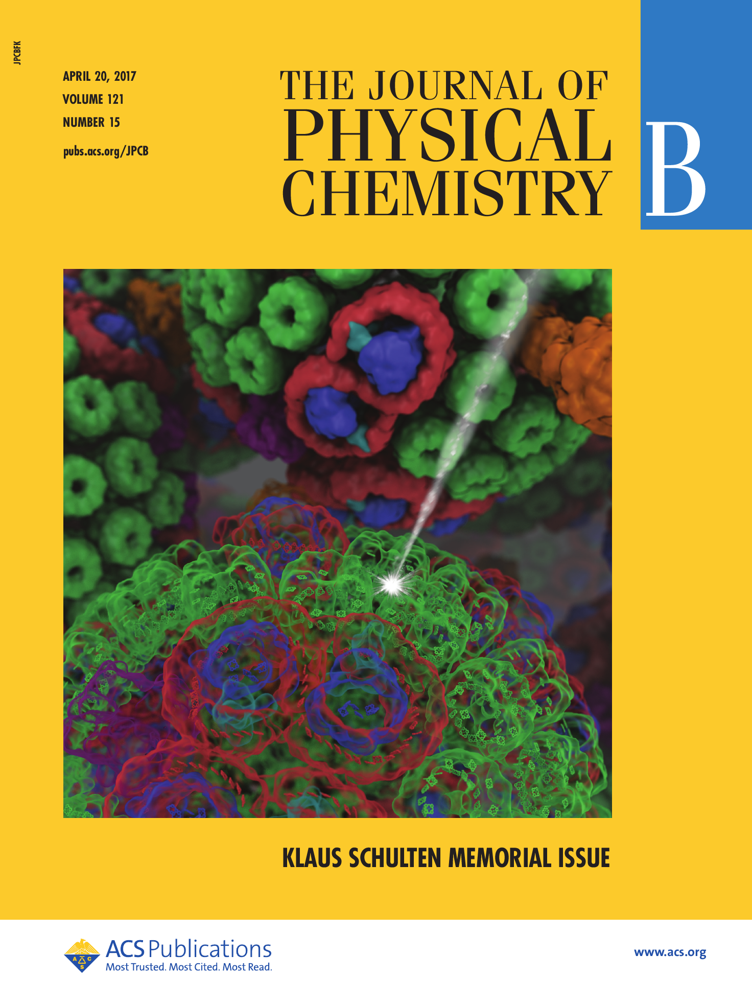 JPCBFK
APRIL 20, 2017
VOLUME 121
NUMBER 15
pubs.acs.org/JPCB
THE JOURNAL OF
PHYSICAL
CHEMISTRY
B
KLAUS SCHULTEN MEMORIAL ISSUE
A C
S
ACS Publications
Most Trusted. Most Cited. Most Read.
www.acs.org